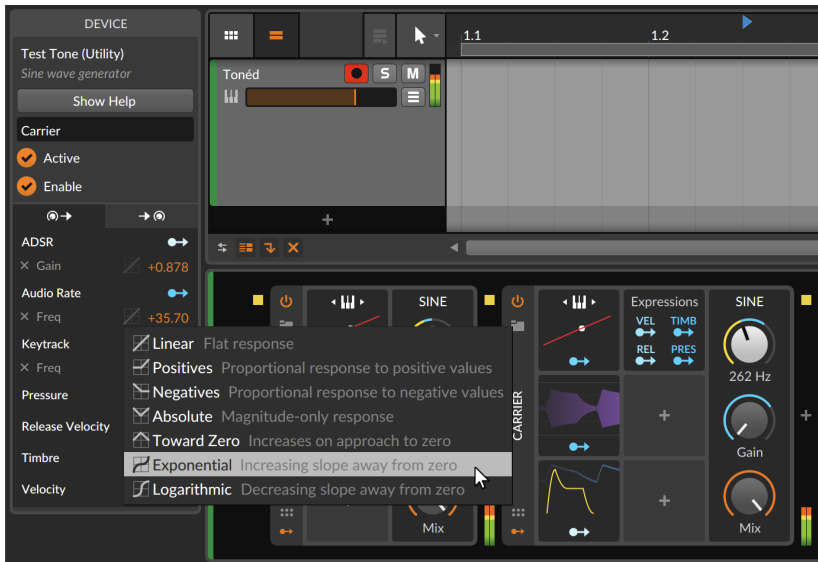 DEVICE
Test Tone (Utility)
Sine wave generator
Show Help
Carrier
Active
Enable
ADSR
Gain +0.878
Audio Rate
Freq +35.70
Keytrack
Freq
Pressure
Release Velocity
Timbre
Velocity
1.1 1.2
Tonéd S M
+
SINE
Linear Flat response
Positives Proportional response to positive values
Negatives Proportional response to negative values
Absolute Magnitude-only response
Toward Zero Increases on approach to zero
Exponential Increasing slope away from zero
Logarithmic Decreasing slope away from zero
Mix
CARRIER
Expressions SINE
VEL TIMB
REL PRES
262 Hz
+ Gain +
+ Mix